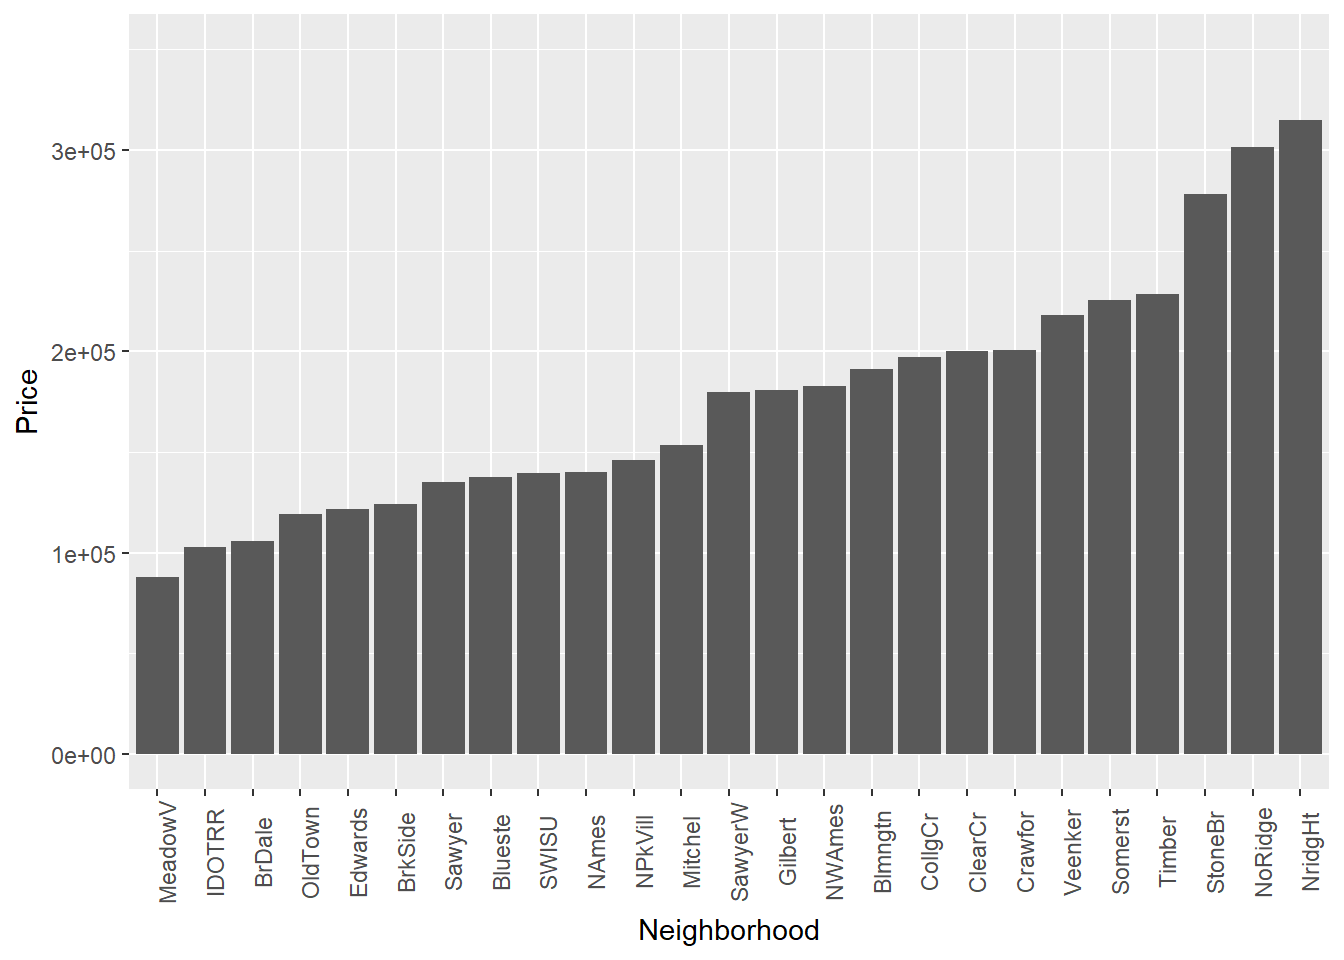 Price
3e+05
2e+05
1e+05
0e+00
MeadowV
IDOTRR
BrDale
OldTown
Edwards
BrkSide
Sawyer
Blueste
SWISU
NAmes
NPkVill
Mitchel
SawyerW
Gilbert
NWAmes
Blmngtn
CollgCr
ClearCr
Crawfor
Veenker
Somerst
Timber
StoneBr
NoRidge
NridgHt
Neighborhood